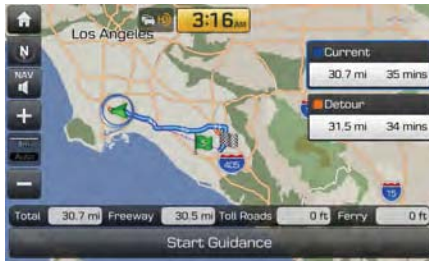 Los Angeles
3:16AM
N
NAV
Current
30.7 mi 35 mins
Detour
31.5 mi 34 mins
Auto
405
15
Total 30.7 mi Freeway 30.5 mi Toll Roads 0 ft Ferry 0 ft
Start Guidance